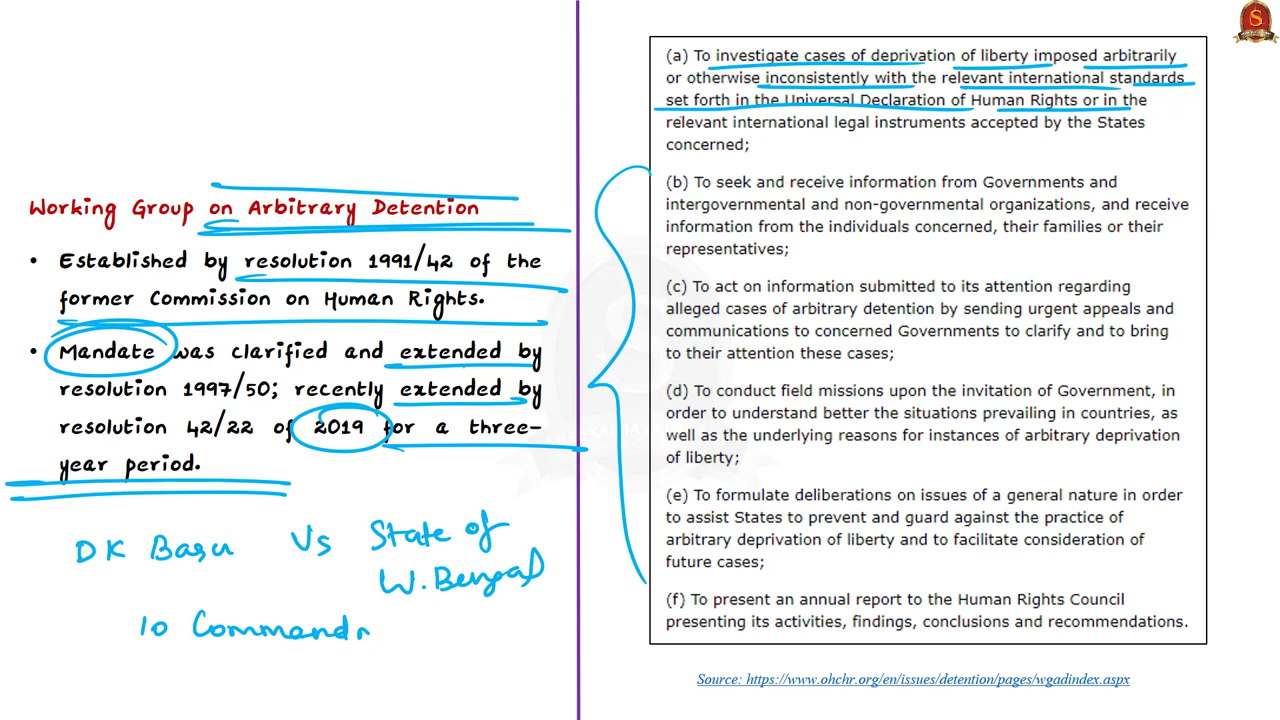 Working Group on Arbitrary Detention
• Established by resolution 1991/42 of the
former Commission on Human Rights.
• Mandate was clarified and extended by
resolution 1997/50; recently extended by
resolution 42/22 of 2019 for a three-
year period.
DK Basu Vs State of
W. Bengal
10 Command
(a) To investigate cases of deprivation of liberty imposed arbitrarily
or otherwise inconsistently with the relevant international standards
set forth in the Universal Declaration of Human Rights or in the
relevant international legal instruments accepted by the States
concerned;
(b) To seek and receive information from Governments and
intergovernmental and non-governmental organizations, and receive
information from the individuals concerned, their families or their
representatives;
(c) To act on information submitted to its attention regarding
alleged cases of arbitrary detention by sending urgent appeals and
communications to concerned Governments to clarify and to bring
to their attention these cases;
(d) To conduct field missions upon the invitation of Government, in
order to understand better the situations prevailing in countries, as
well as the underlying reasons for instances of arbitrary deprivation
of liberty;
(e) To formulate deliberations on issues of a general nature in order
to assist States to prevent and guard against the practice of
arbitrary deprivation of liberty and to facilitate consideration of
future cases;
(f) To present an annual report to the Human Rights Council
presenting its activities, findings, conclusions and recommendations.
Source: https://www.ohchr.org/en/issues/detention/pages/wgadindex.aspx